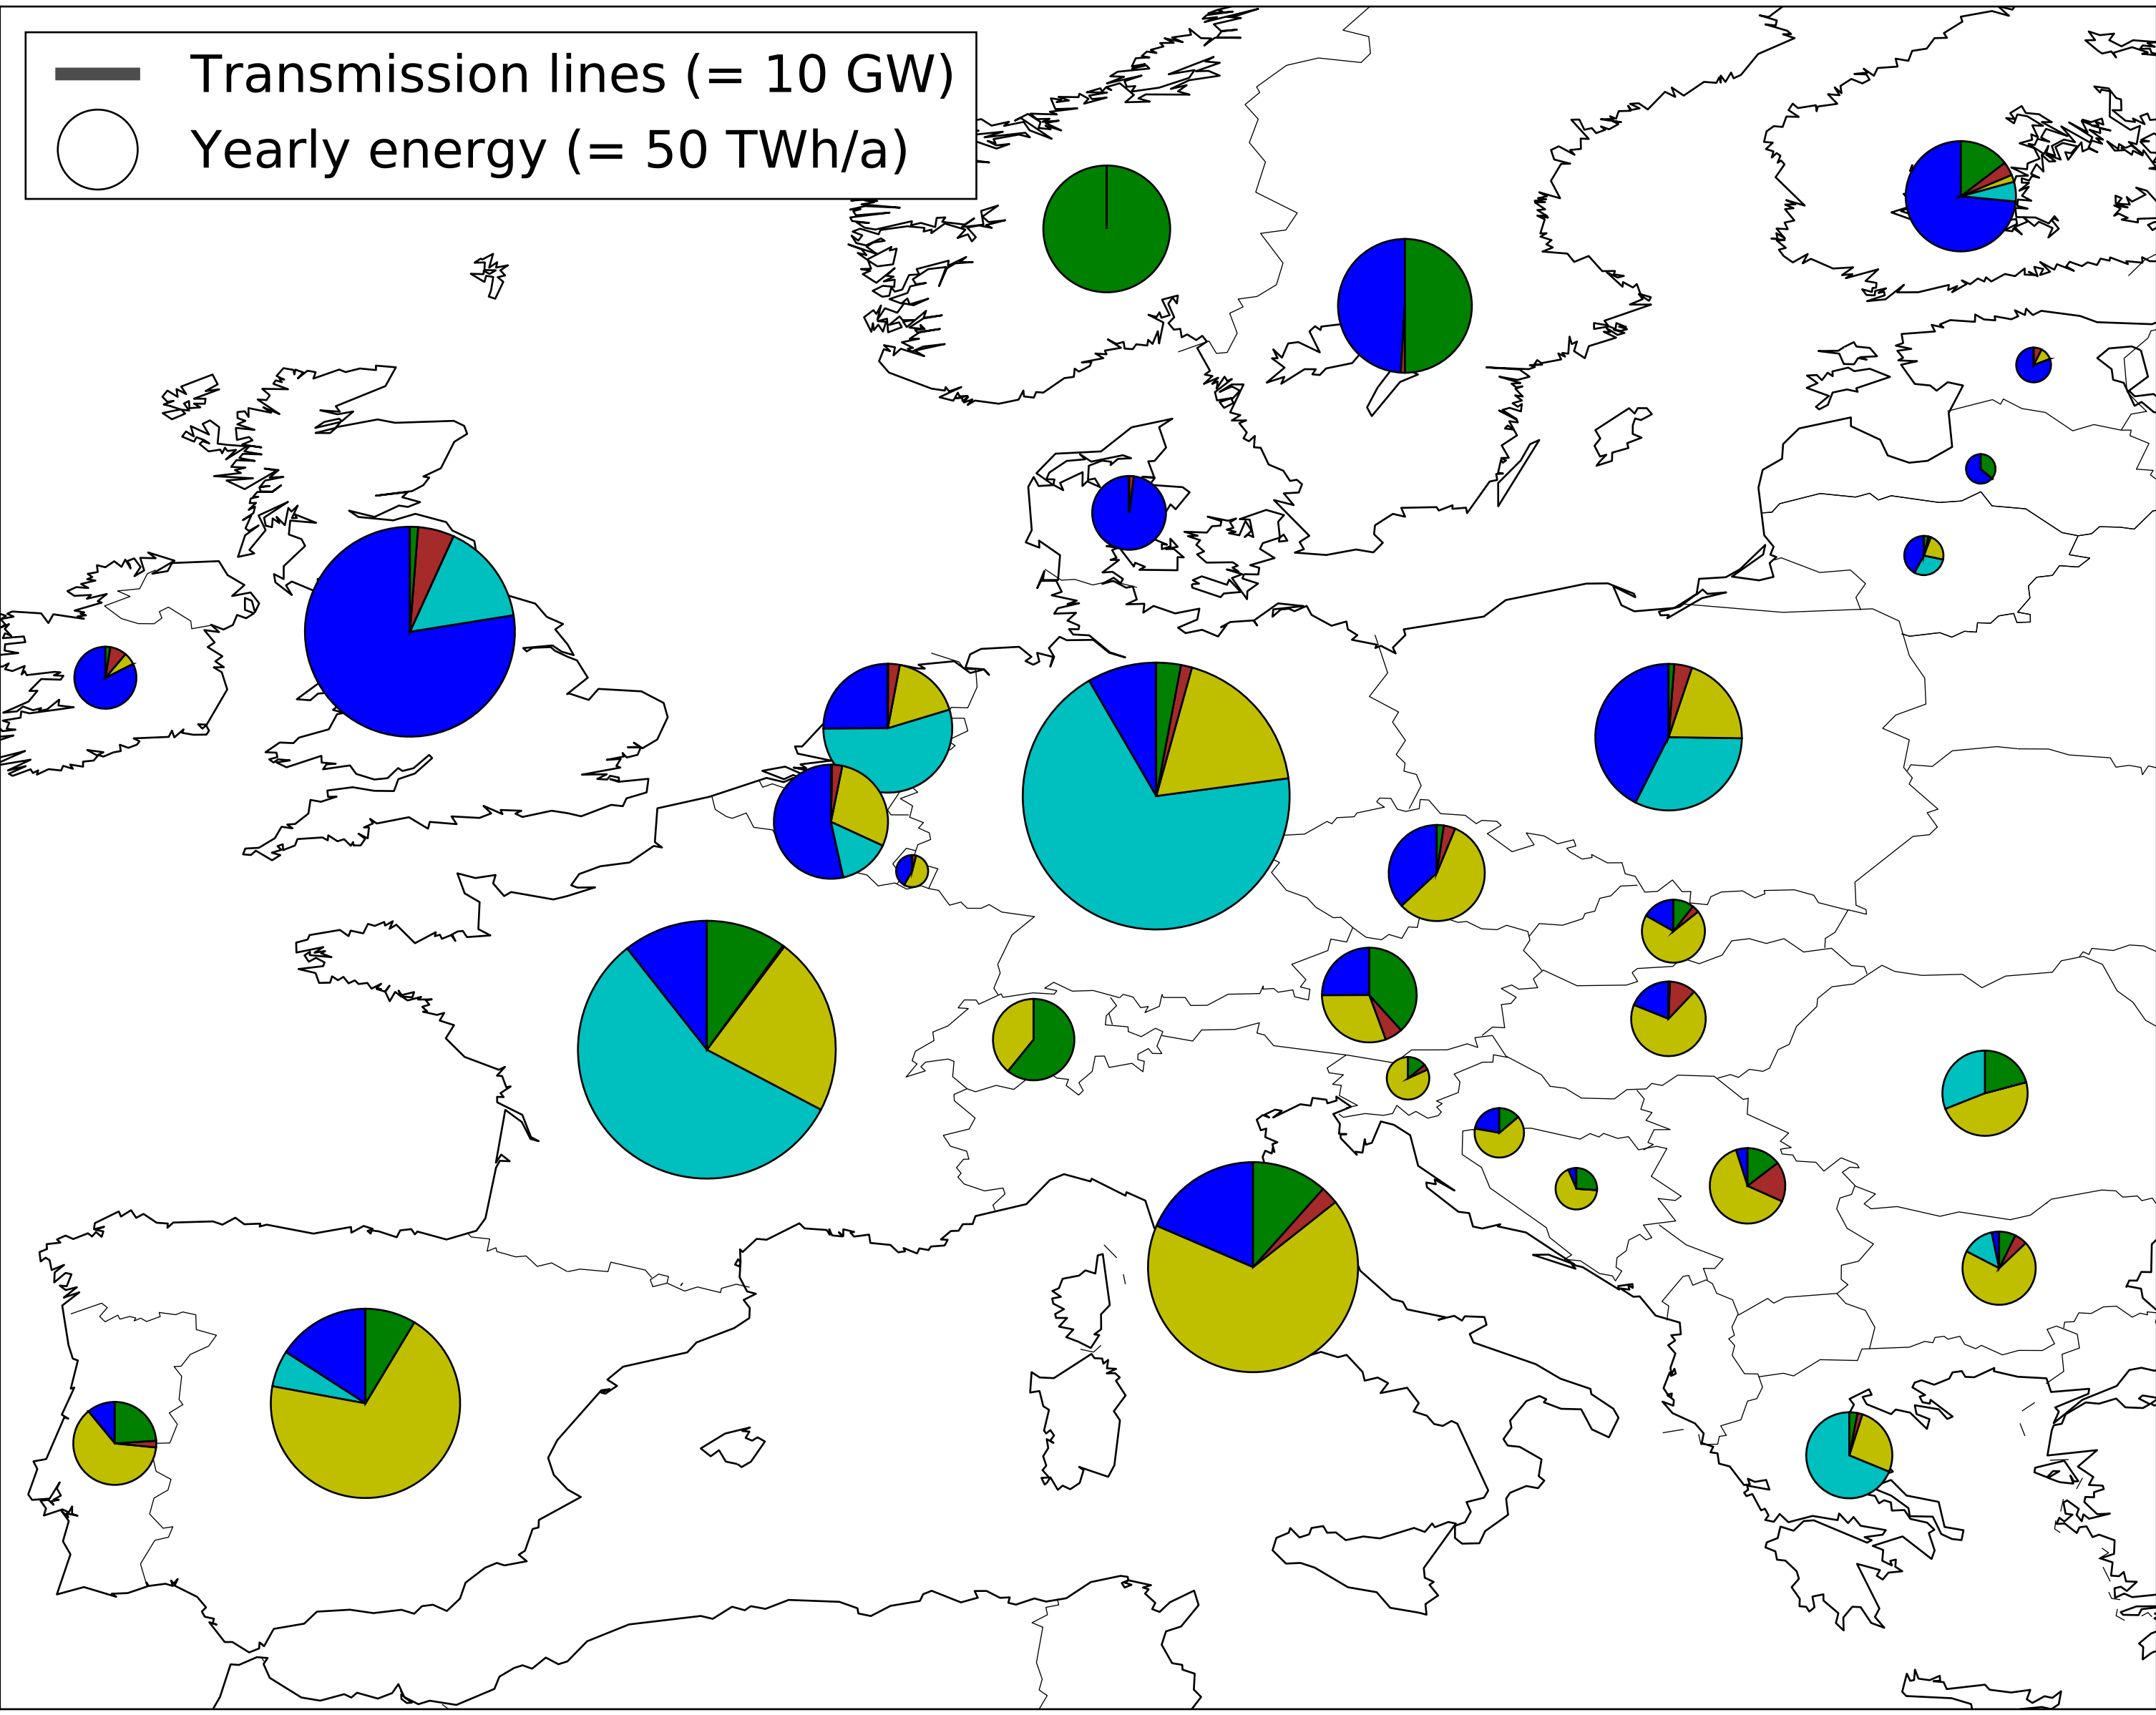 Transmission lines (= 10 GW)
Yearly energy (= 50 TWh/a)